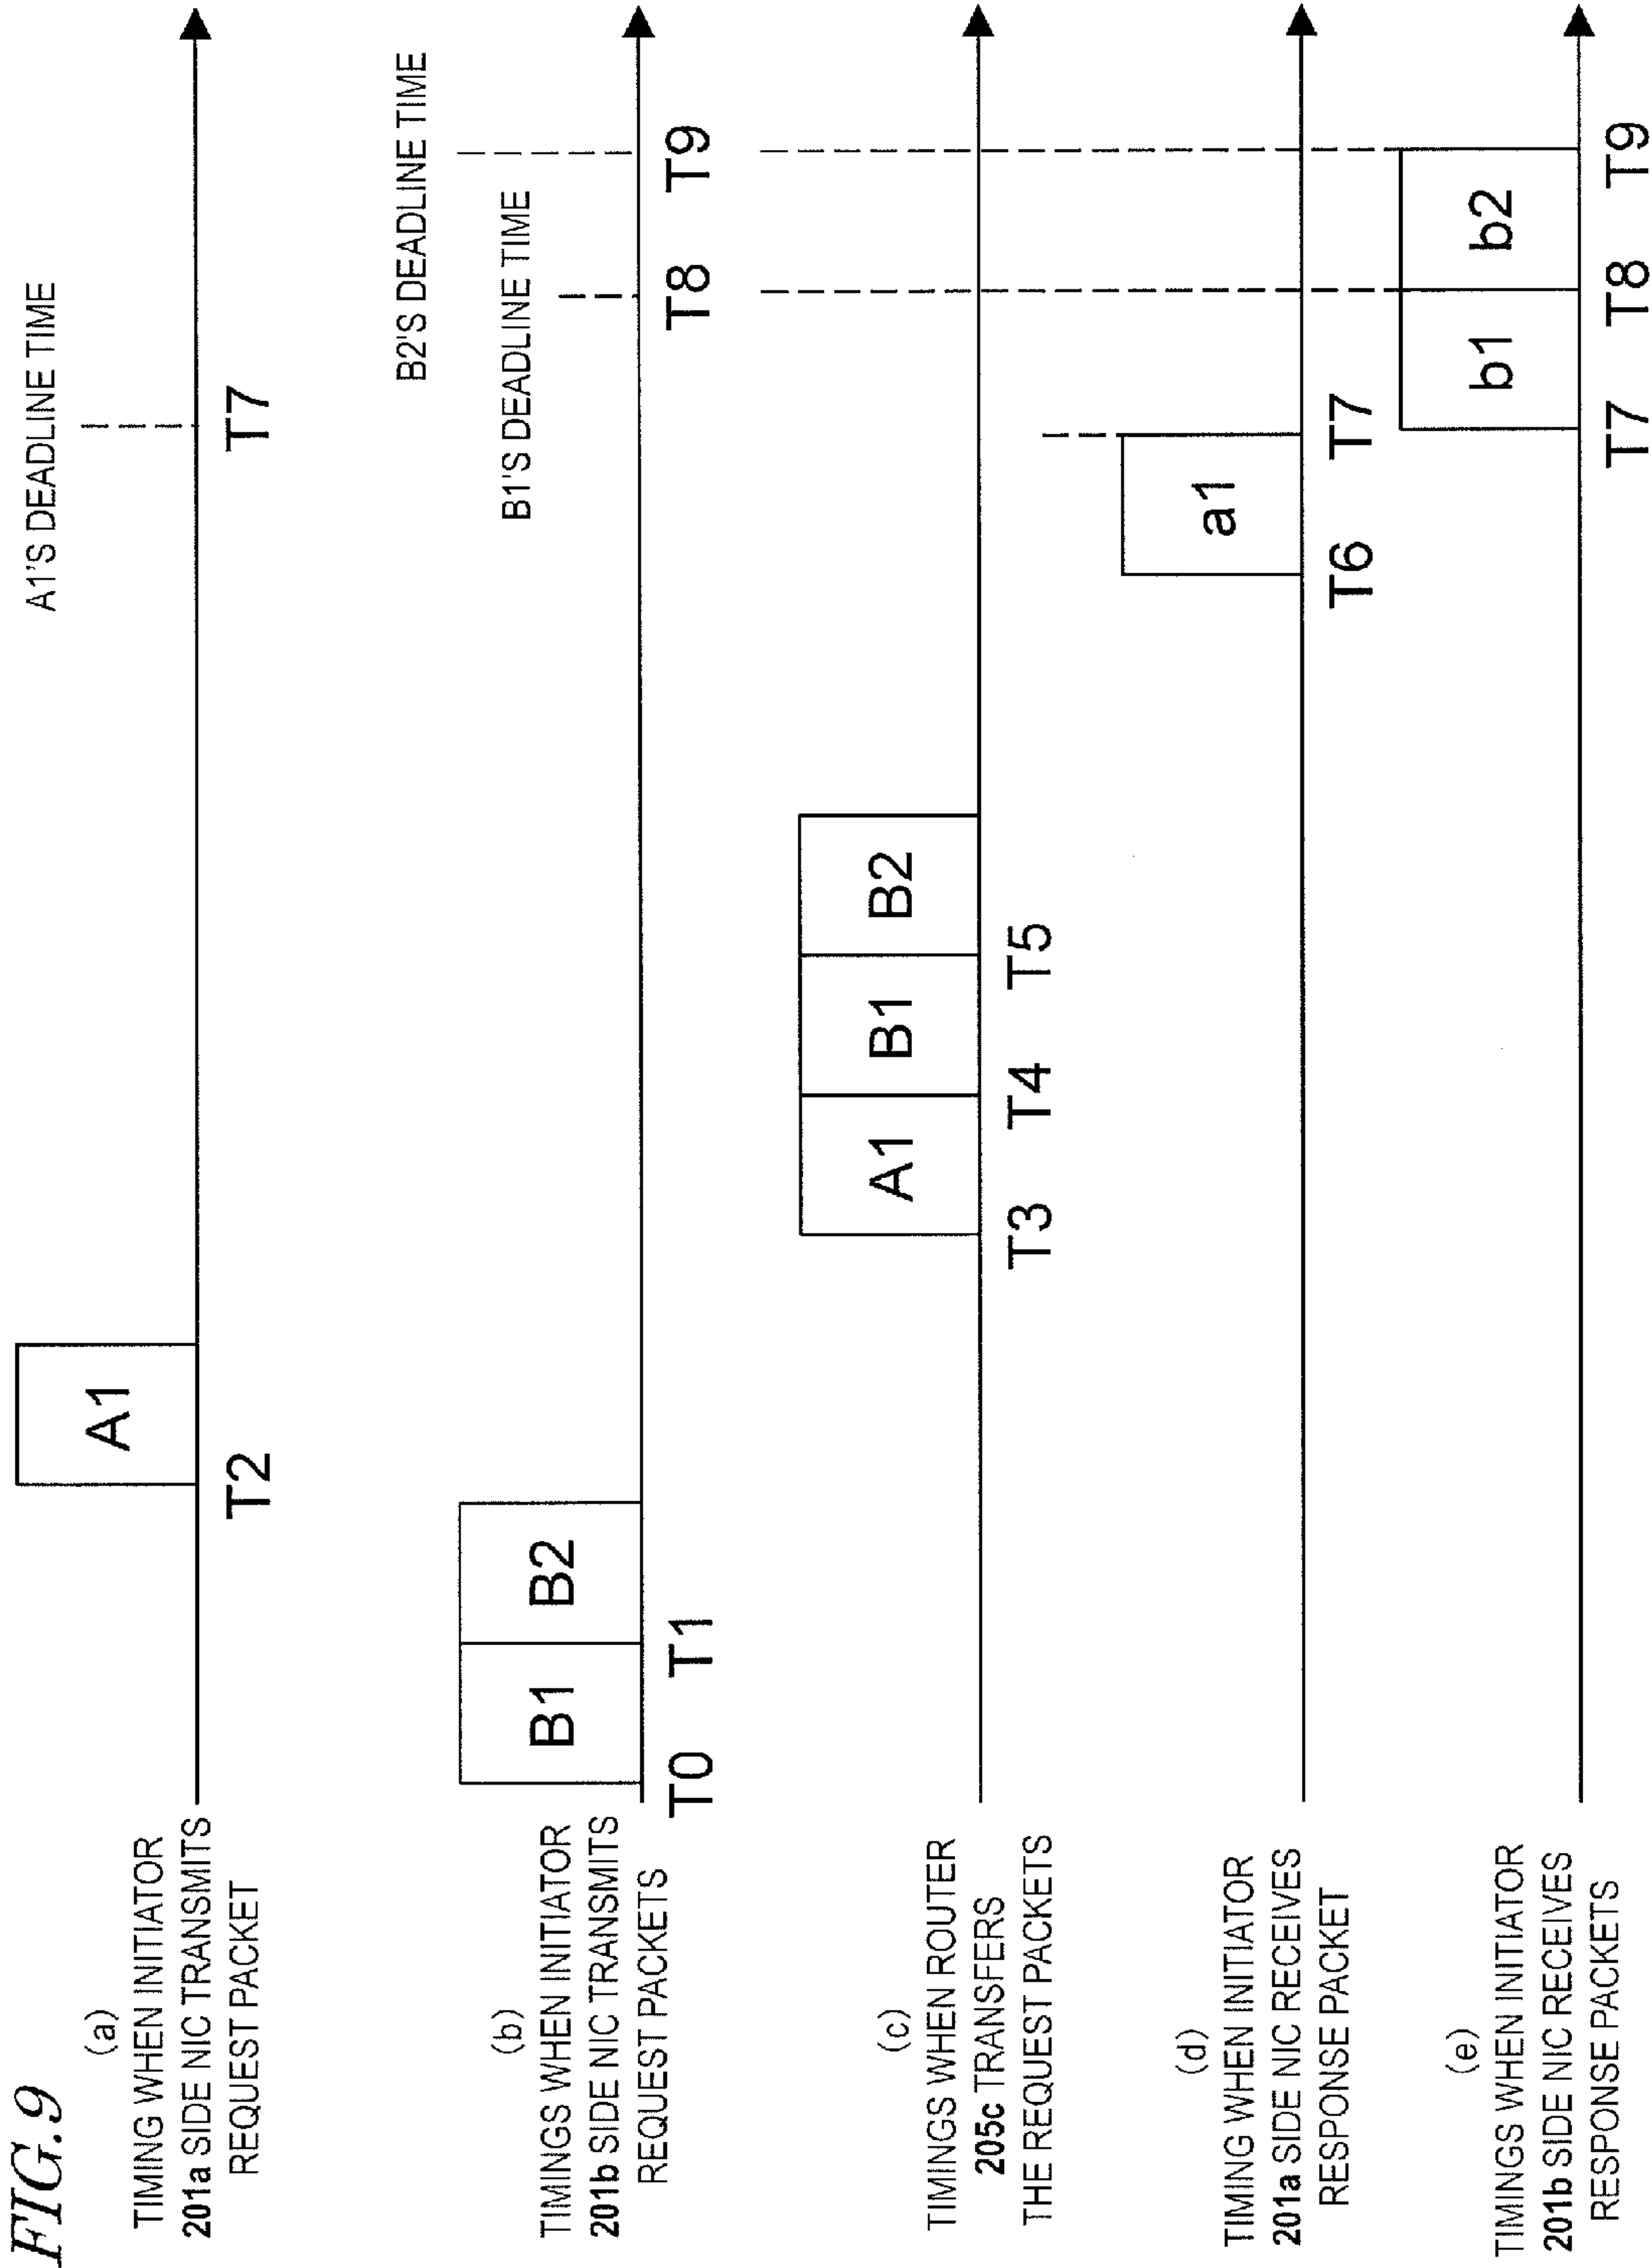 FIG.9
(a)
TIMING WHEN INITIATOR
201a SIDE NIC TRANSMITS
REQUEST PACKET
A1
T2
A1'S DEADLINE TIME
T7
(b)
TIMINGS WHEN INITIATOR
201b SIDE NIC TRANSMITS
REQUEST PACKETS
B1 B2
T0 T1
B2'S DEADLINE TIME
B1'S DEADLINE TIME
T8 T9
(c)
TIMINGS WHEN ROUTER
205c TRANSFERS
THE REQUEST PACKETS
A1 B1 B2
T3 T4 T5
(d)
TIMING WHEN INITIATOR
201a SIDE NIC RECEIVES
RESPONSE PACKET
a1
T6 T7
(e)
TIMINGS WHEN INITIATOR
201b SIDE NIC RECEIVES
RESPONSE PACKETS
b1 b2
T7 T8 T9